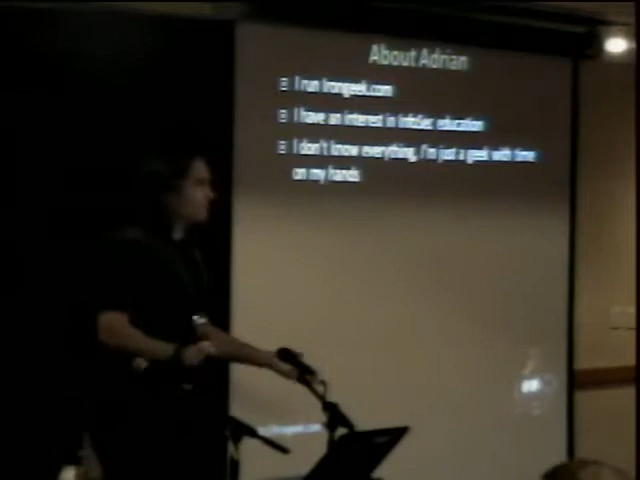 About Adrian
I run Irongeek.com
I have an interest in InfoSec education
I don't know everything, I'm just a geek with time
on my hands